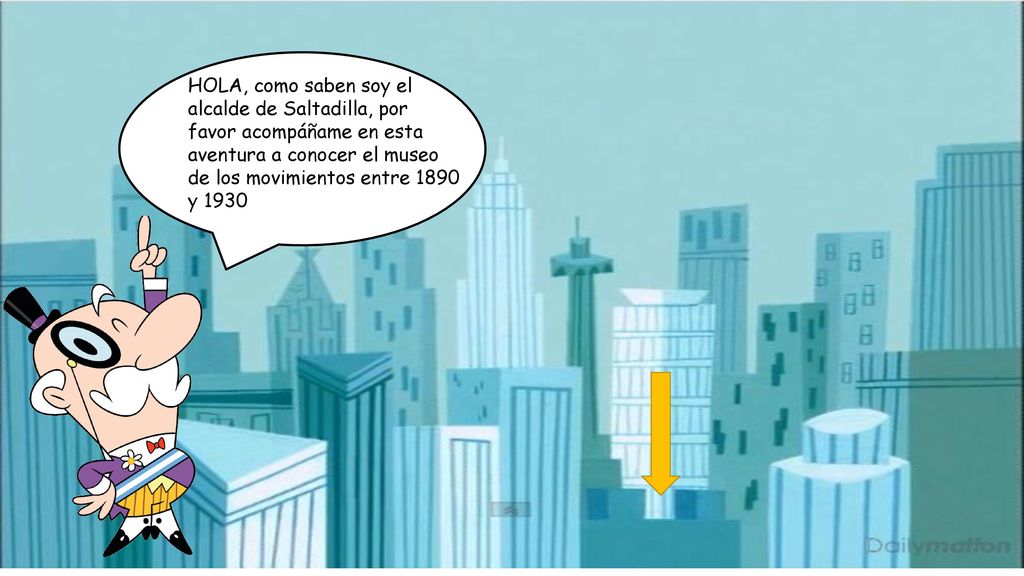 HOLA, como saben soy el
alcalde de Saltadilla, por
favor acompáñame en esta
aventura a conocer el museo
de los movimientos entre 1890
y 1930
Dailymotion